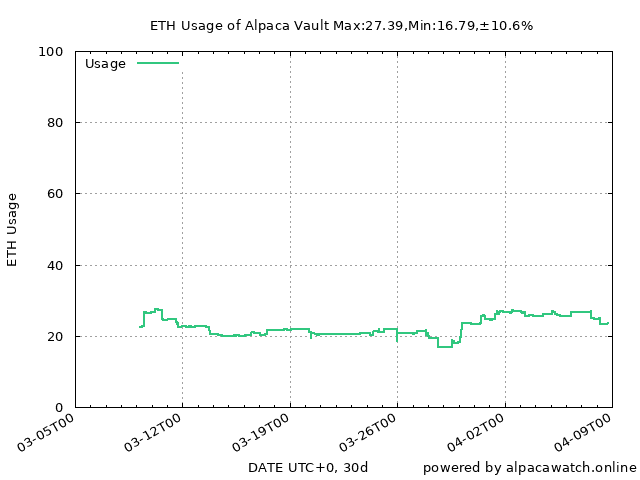 ETH Usage of Alpaca Vault Max:27.39,Min:16.79,±10.6%
Usage
100
80
60
40
20
0
ETH Usage
03-05T00
03-12T00
03-19T00
03-26T00
04-02T00
04-09T00
DATE UTC+0, 30d
powered by alpacawatch.online